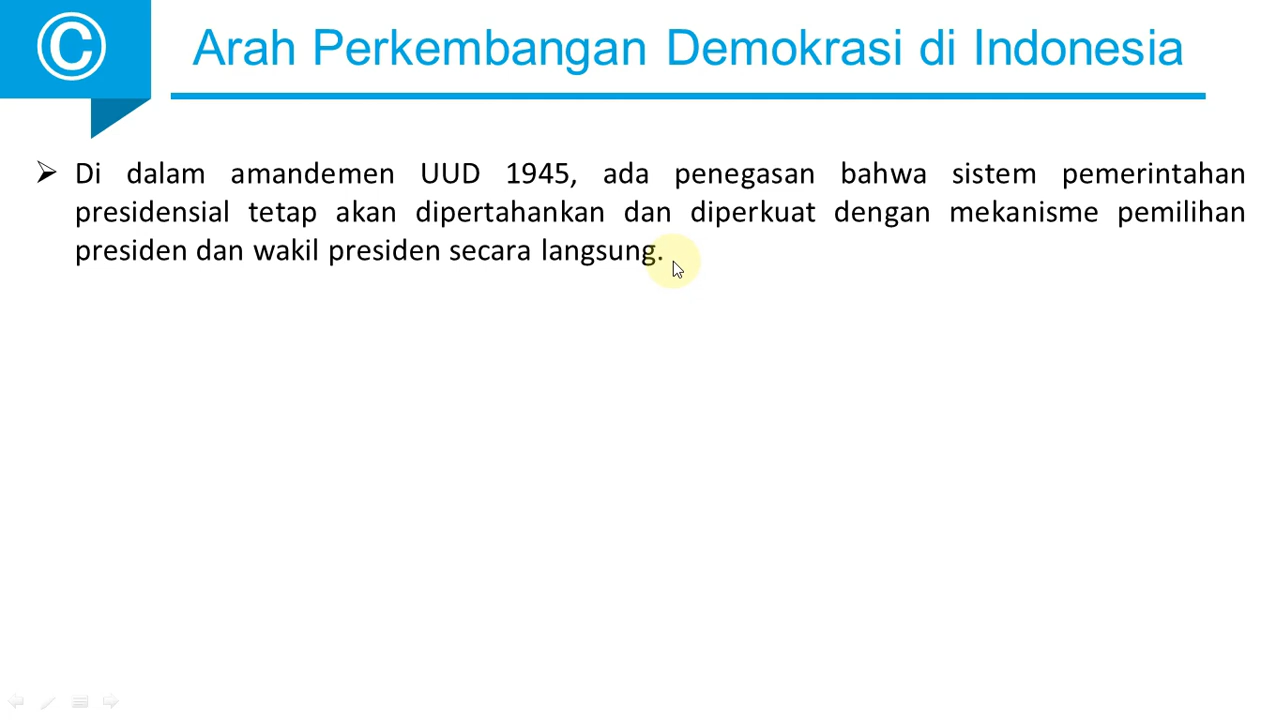 ©
Arah Perkembangan Demokrasi di Indonesia
➢ Di dalam amandemen UUD 1945, ada penegasan bahwa sistem pemerintahan
presidensial tetap akan dipertahankan dan diperkuat dengan mekanisme pemilihan
presiden dan wakil presiden secara langsung.